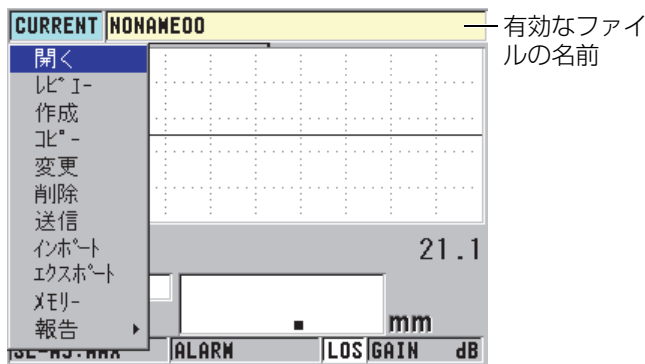 CURRENT NONAME00
有効なファイ
ルの名前
開く
レビュー
作成
コピー
変更
削除
送信
インポート
エクスポート
メモリー
報告
21.1
mm
ALARM LOS GAIN dB